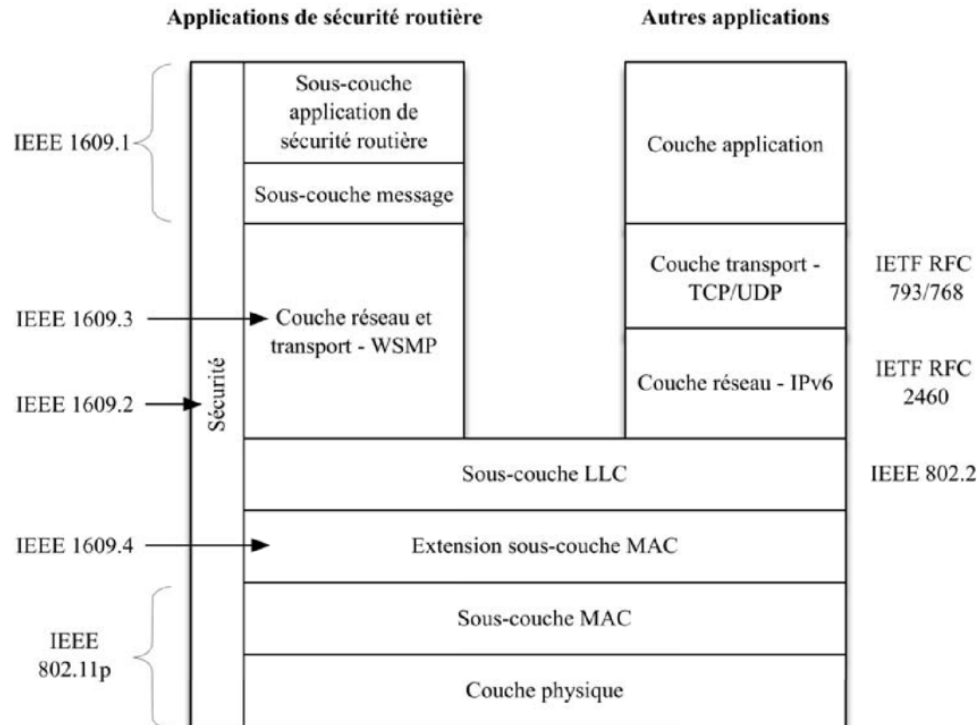 Applications de sécurité routière
Autres applications
IEEE 1609.1
Sous-couche
application de
sécurité routière
Sous-couche message
Couche application
IEEE 1609.3
Couche réseau et
transport - WSMP
Couche transport -
TCP/UDP
IETF RFC
793/768
IEEE 1609.2
Sécurité
Couche réseau - IPv6
IETF RFC
2460
Sous-couche LLC
IEEE 802.2
IEEE 1609.4
Extension sous-couche MAC
IEEE
802.11p
Sous-couche MAC
Couche physique